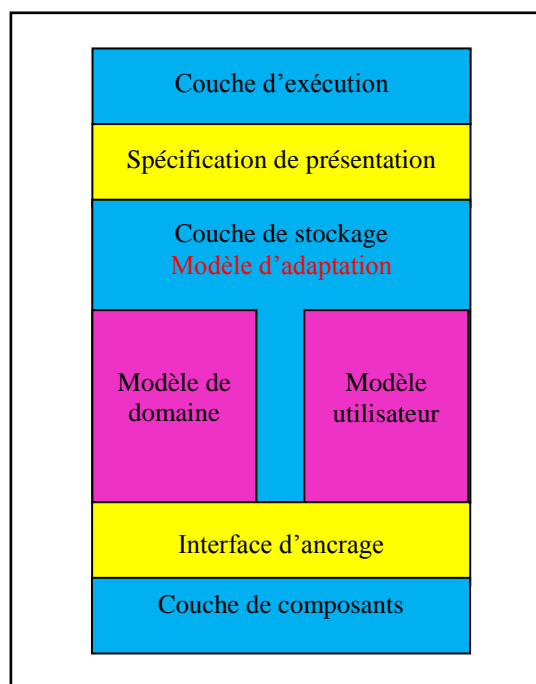 Couche d'exécution
Spécification de présentation
Couche de stockage
Modèle d'adaptation
Modèle de
domaine
Modèle
utilisateur
Interface d'ancrage
Couche de composants